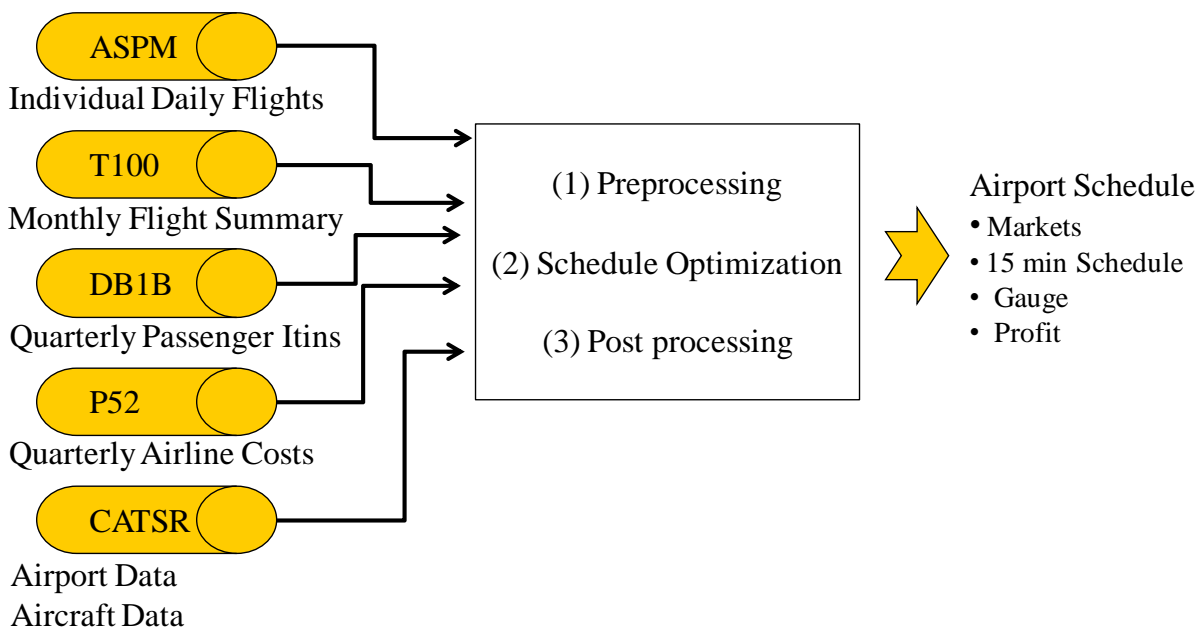 ASPM
Individual Daily Flights
T100
Monthly Flight Summary
DB1B
Quarterly Passenger Itins
P52
Quarterly Airline Costs
CATSR
Airport Data
Aircraft Data
(1) Preprocessing
(2) Schedule Optimization
(3) Post processing
Airport Schedule
• Markets
• 15 min Schedule
• Gauge
• Profit